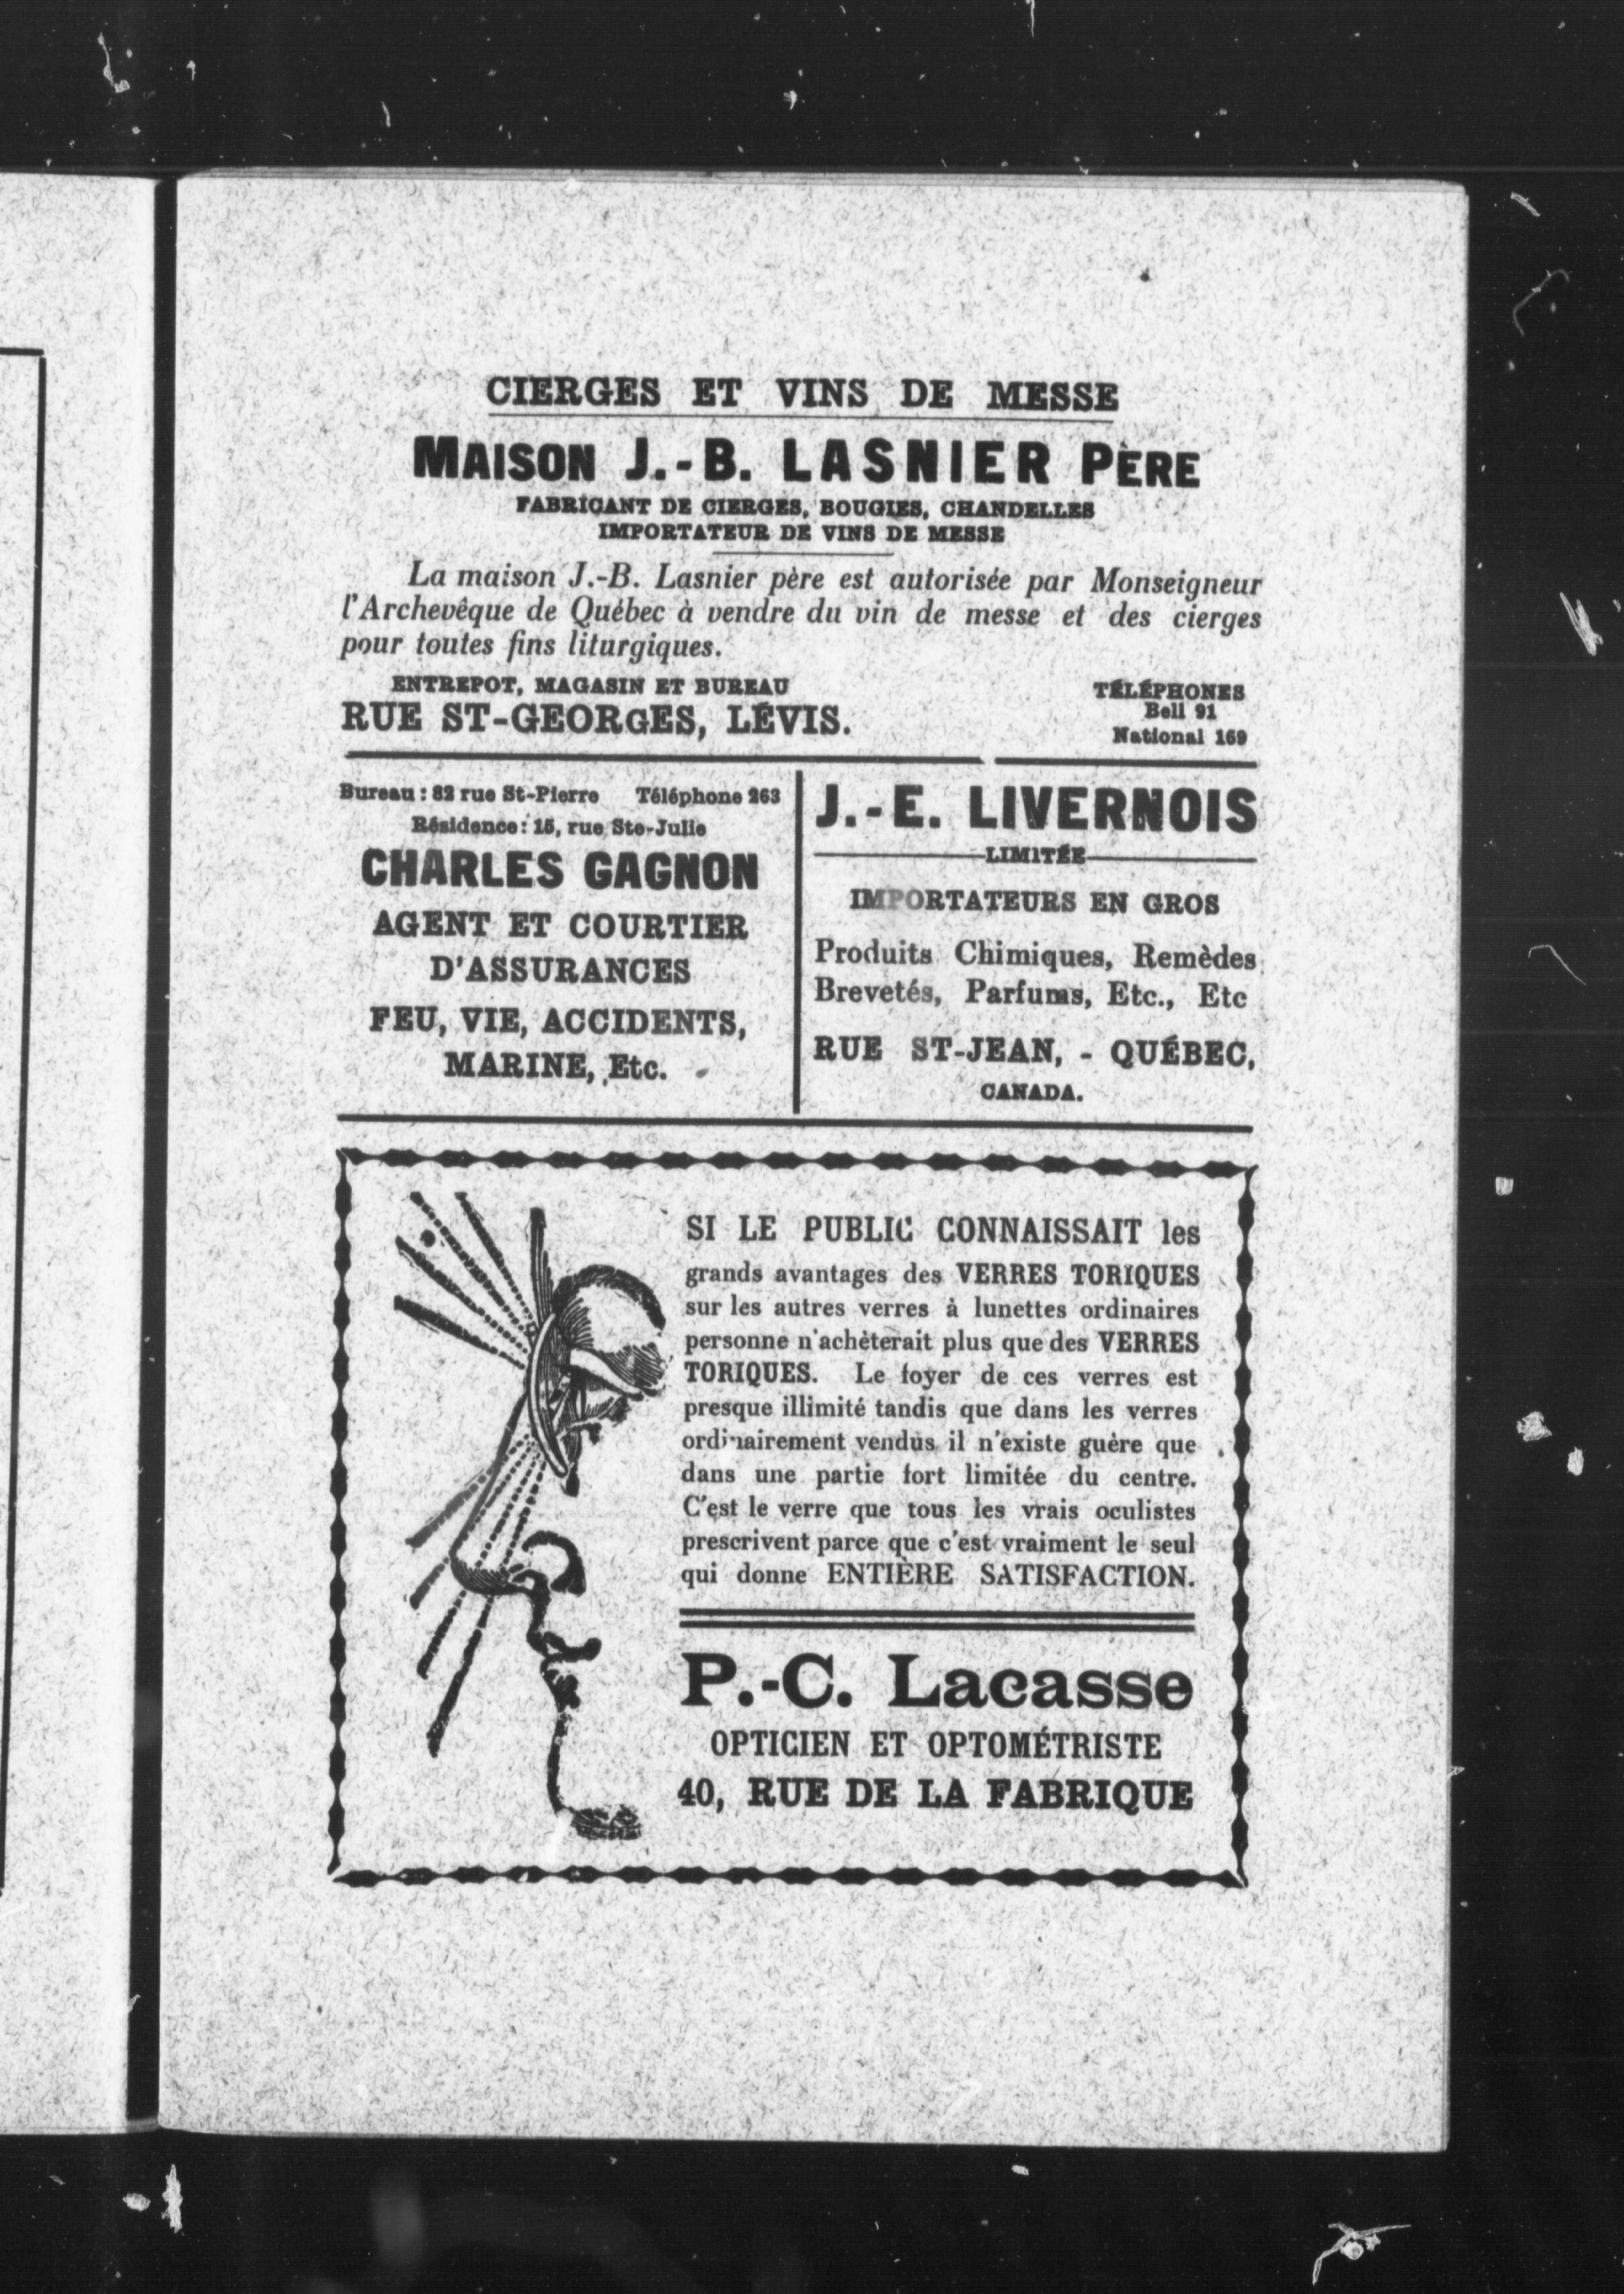 CIERGES ET VINS DE MESSE
MAISON J.-B. LASNIER PÈRE
FABRICANT DE CIERGES, BOUGIES, CHANDELLES
IMPORTATEUR DE VINS DE MESSE
La maison J.-B. Lasnier père est autorisée par Monseigneur
l'Archevêque de Québec à vendre du vin de messe et des cierges
pour toutes fins liturgiques.
ENTREPOT, MAGASIN ET BUREAU
RUE ST-GEORGES, LÉVIS.
TÉLÉPHONES
Bell 91
National 169
Bureau : 82 rue St-Pierre Téléphone 263
Résidence : 15, rue Ste-Julie
CHARLES GAGNON
AGENT ET COURTIER
D'ASSURANCES
FEU, VIE, ACCIDENTS,
MARINE, Etc.
J.-E. LIVERNOIS
LIMITÉE
IMPORTATEURS EN GROS
Produits Chimiques, Remèdes
Brevetés, Parfums, Etc., Etc
RUE ST-JEAN, - QUÉBEC,
CANADA.
SI LE PUBLIC CONNAISSAIT les
grands avantages des VERRES TORIQUES
sur les autres verres à lunettes ordinaires
personne n'achèterait plus que des VERRES
TORIQUES. Le foyer de ces verres est
presque illimité tandis que dans les verres
ordinairement vendus il n'existe guère que
dans une partie fort limitée du centre.
C'est le verre que tous les vrais oculistes
prescrivent parce que c'est vraiment le seul
qui donne ENTIÈRE SATISFACTION.
P.-C. Lacasse
OPTICIEN ET OPTOMÉTRISTE
40, RUE DE LA FABRIQUE